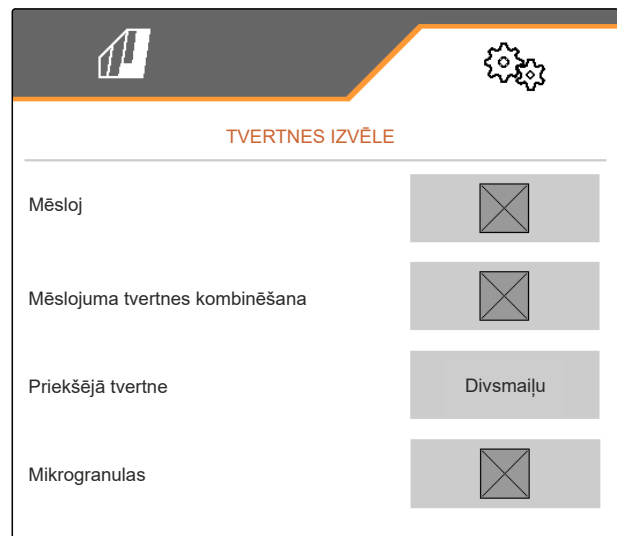 TVERTNES IZVĒLE
Mēsloj
Mēslojuma tvertnes kombinēšana
Priekšējā tvertne
Divsmaiļu
Mikrogranulas